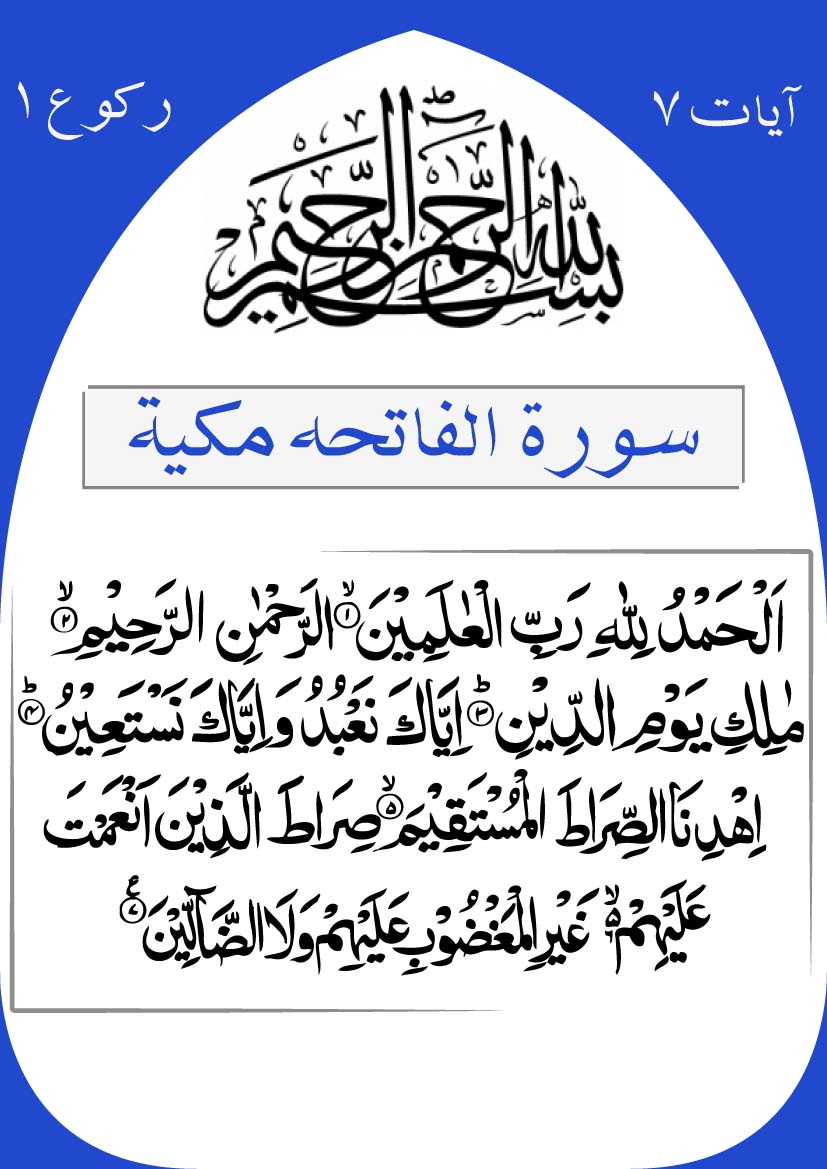 آیات ۷
رکوع ۱
بسم الله الرحمن الرحيم
سورة الفاتحه مكية
اَلْحَمْدُ لِلّٰهِ رَبِّ الْعٰلَمِیْنَۙ۝۱ الرَّحْمٰنِ الرَّحِیْمِۙ۝۲
مٰلِكِ یَوْمِ الدِّیْنِؕ۝۳ اِیَّاكَ نَعْبُدُ وَ اِیَّاكَ نَسْتَعِیْنُؕ۝۴
اِهْدِنَا الصِّرَاطَ الْمُسْتَقِیْمَۙ۝۵ صِرَاطَ الَّذِیْنَ اَنْعَمْتَ
عَلَیْهِمْ ۙ۬ۦ غَیْرِ الْمَغْضُوْبِ عَلَیْهِمْ وَلَا الضَّآلِّیْنَ۠۝۷